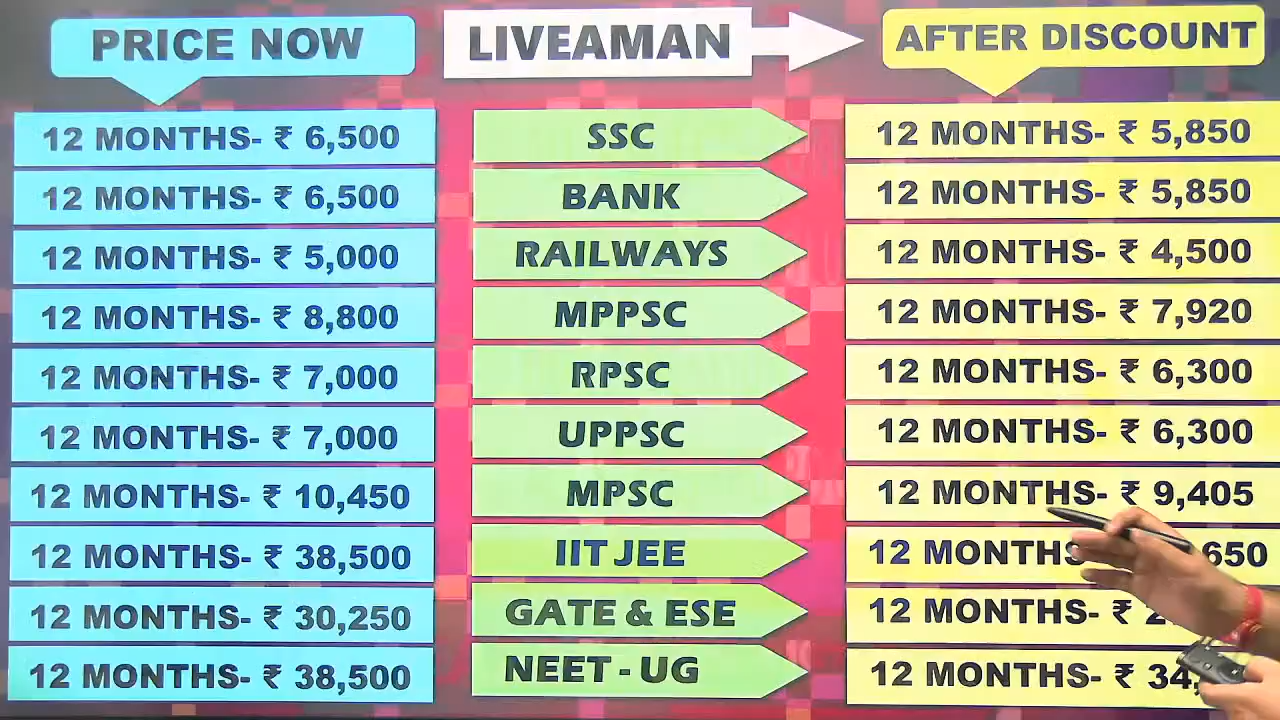 PRICE NOW LIVEAMAN AFTER DISCOUNT
12 MONTHS- ₹ 6,500 SSC 12 MONTHS- ₹ 5,850
12 MONTHS- ₹ 6,500 BANK 12 MONTHS- ₹ 5,850
12 MONTHS- ₹ 5,000 RAILWAYS 12 MONTHS- ₹ 4,500
12 MONTHS- ₹ 8,800 MPPSC 12 MONTHS- ₹ 7,920
12 MONTHS- ₹ 7,000 RPSC 12 MONTHS- ₹ 6,300
12 MONTHS- ₹ 7,000 UPPSC 12 MONTHS- ₹ 6,300
12 MONTHS- ₹ 10,450 MPSC 12 MONTHS- ₹ 9,405
12 MONTHS- ₹ 38,500 IIT JEE 12 MONTHS
12 MONTHS- ₹ 30,250 GATE & ESE 12 MONTHS- ₹
12 MONTHS- ₹ 38,500 NEET - UG 12 MONTHS- ₹